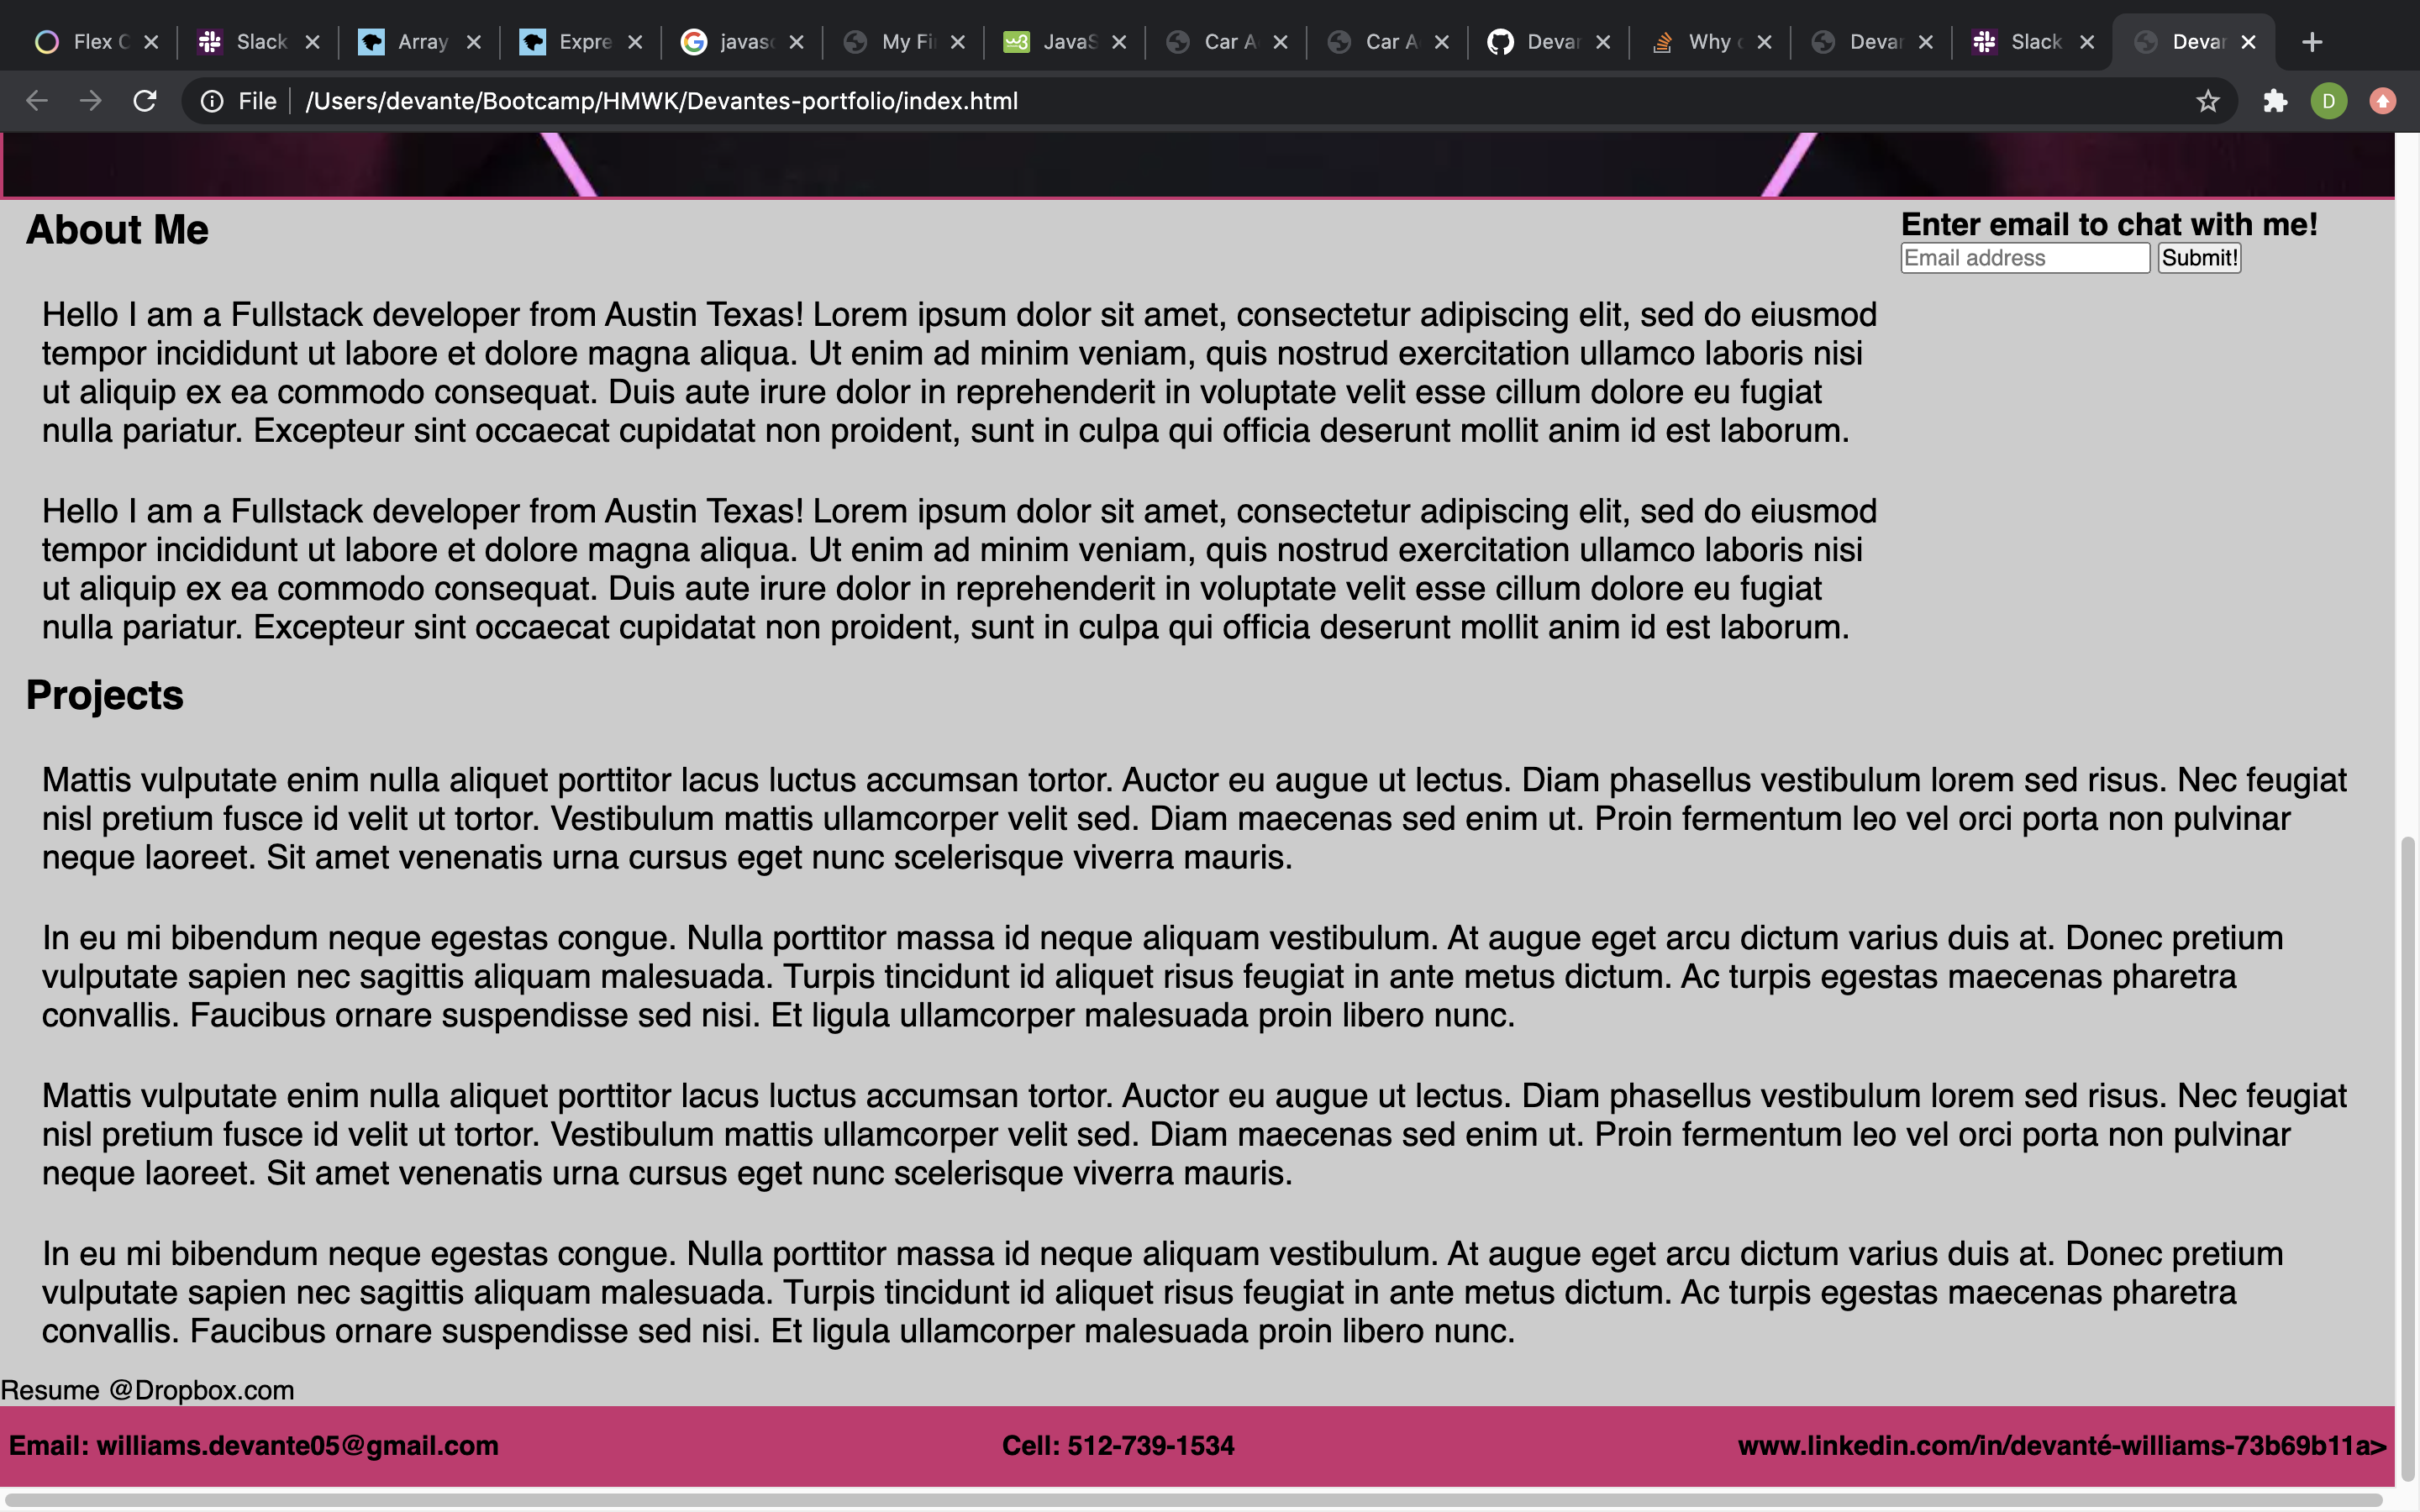 Flex C
Slack
Array
Expre
javasc
My Fi
JavaS
Car A
Car A
Devar
Why c
Devar
Slack
Devar
File /Users/devante/Bootcamp/HMWK/Devantes-portfolio/index.html
D
About Me
Enter email to chat with me!
Email address Submit!
Hello I am a Fullstack developer from Austin Texas! Lorem ipsum dolor sit amet, consectetur adipiscing elit, sed do eiusmod
tempor incididunt ut labore et dolore magna aliqua. Ut enim ad minim veniam, quis nostrud exercitation ullamco laboris nisi
ut aliquip ex ea commodo consequat. Duis aute irure dolor in reprehenderit in voluptate velit esse cillum dolore eu fugiat
nulla pariatur. Excepteur sint occaecat cupidatat non proident, sunt in culpa qui officia deserunt mollit anim id est laborum.
Hello I am a Fullstack developer from Austin Texas! Lorem ipsum dolor sit amet, consectetur adipiscing elit, sed do eiusmod
tempor incididunt ut labore et dolore magna aliqua. Ut enim ad minim veniam, quis nostrud exercitation ullamco laboris nisi
ut aliquip ex ea commodo consequat. Duis aute irure dolor in reprehenderit in voluptate velit esse cillum dolore eu fugiat
nulla pariatur. Excepteur sint occaecat cupidatat non proident, sunt in culpa qui officia deserunt mollit anim id est laborum.
Projects
Mattis vulputate enim nulla aliquet porttitor lacus luctus accumsan tortor. Auctor eu augue ut lectus. Diam phasellus vestibulum lorem sed risus. Nec feugiat
nisl pretium fusce id velit ut tortor. Vestibulum mattis ullamcorper velit sed. Diam maecenas sed enim ut. Proin fermentum leo vel orci porta non pulvinar
neque laoreet. Sit amet venenatis urna cursus eget nunc scelerisque viverra mauris.
In eu mi bibendum neque egestas congue. Nulla porttitor massa id neque aliquam vestibulum. At augue eget arcu dictum varius duis at. Donec pretium
vulputate sapien nec sagittis aliquam malesuada. Turpis tincidunt id aliquet risus feugiat in ante metus dictum. Ac turpis egestas maecenas pharetra
convallis. Faucibus ornare suspendisse sed nisi. Et ligula ullamcorper malesuada proin libero nunc.
Mattis vulputate enim nulla aliquet porttitor lacus luctus accumsan tortor. Auctor eu augue ut lectus. Diam phasellus vestibulum lorem sed risus. Nec feugiat
nisl pretium fusce id velit ut tortor. Vestibulum mattis ullamcorper velit sed. Diam maecenas sed enim ut. Proin fermentum leo vel orci porta non pulvinar
neque laoreet. Sit amet venenatis urna cursus eget nunc scelerisque viverra mauris.
In eu mi bibendum neque egestas congue. Nulla porttitor massa id neque aliquam vestibulum. At augue eget arcu dictum varius duis at. Donec pretium
vulputate sapien nec sagittis aliquam malesuada. Turpis tincidunt id aliquet risus feugiat in ante metus dictum. Ac turpis egestas maecenas pharetra
convallis. Faucibus ornare suspendisse sed nisi. Et ligula ullamcorper malesuada proin libero nunc.
Resume @Dropbox.com
Email: williams.devante05@gmail.com
Cell: 512-739-1534
www.linkedin.com/in/devanté-williams-73b69b11a>